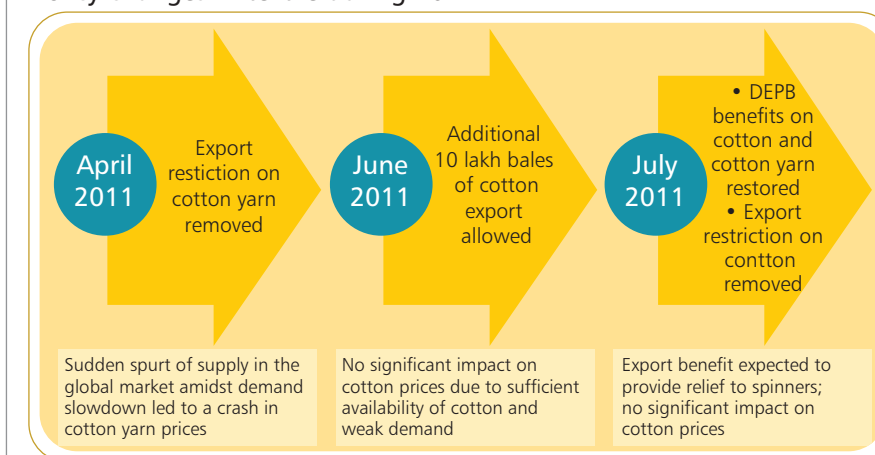 April
2011
Export
restiction on
cotton yarn
removed
Sudden spurt of supply in the
global market amidst demand
slowdown led to a crash in
cotton yarn prices
June
2011
Additional
10 lakh bales
of cotton
export
allowed
No significant impact on
cotton prices due to sufficient
availability of cotton and
weak demand
July
2011
• DEPB
benefits on
cotton and
cotton yarn
restored
• Export
restriction on
contton
removed
Export benefit expected to
provide relief to spinners;
no significant impact on
cotton prices